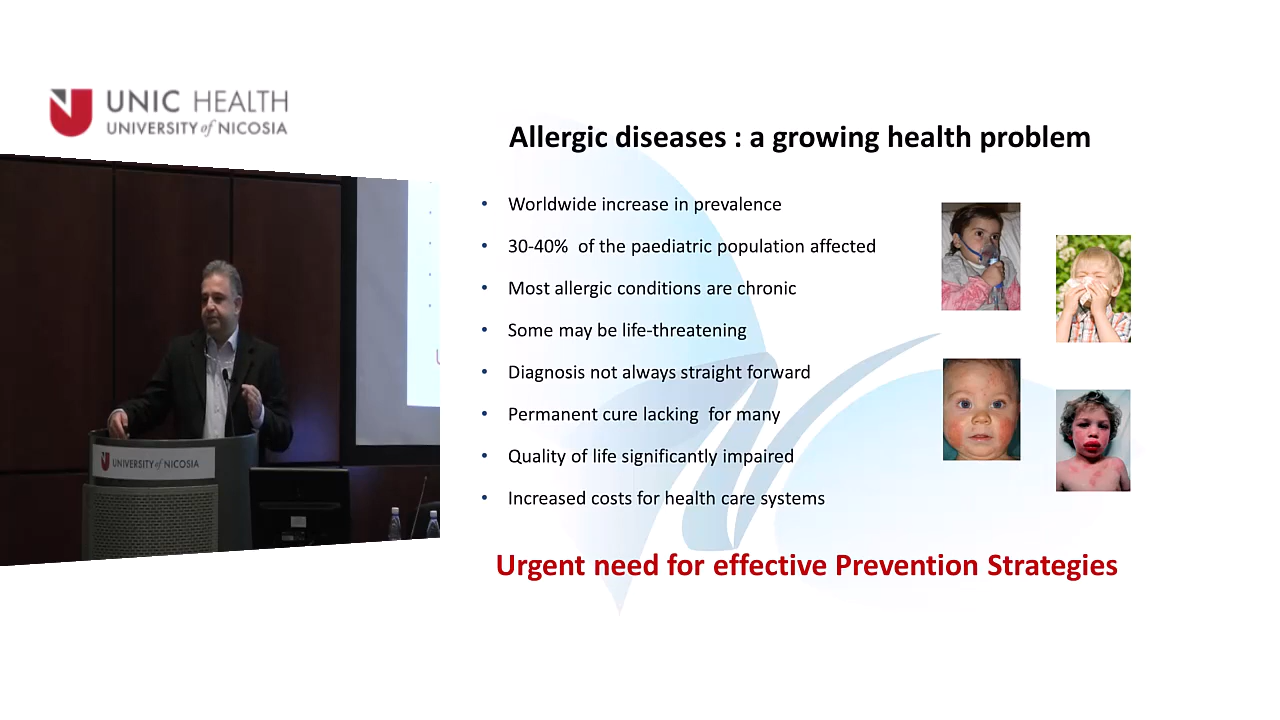 UNIC HEALTH
UNIVERSITY of NICOSIA
Allergic diseases : a growing health problem
• Worldwide increase in prevalence
• 30-40% of the paediatric population affected
• Most allergic conditions are chronic
• Some may be life-threatening
• Diagnosis not always straight forward
• Permanent cure lacking for many
• Quality of life significantly impaired
• Increased costs for health care systems
Urgent need for effective Prevention Strategies
UNIVERSITY of NICOSIA